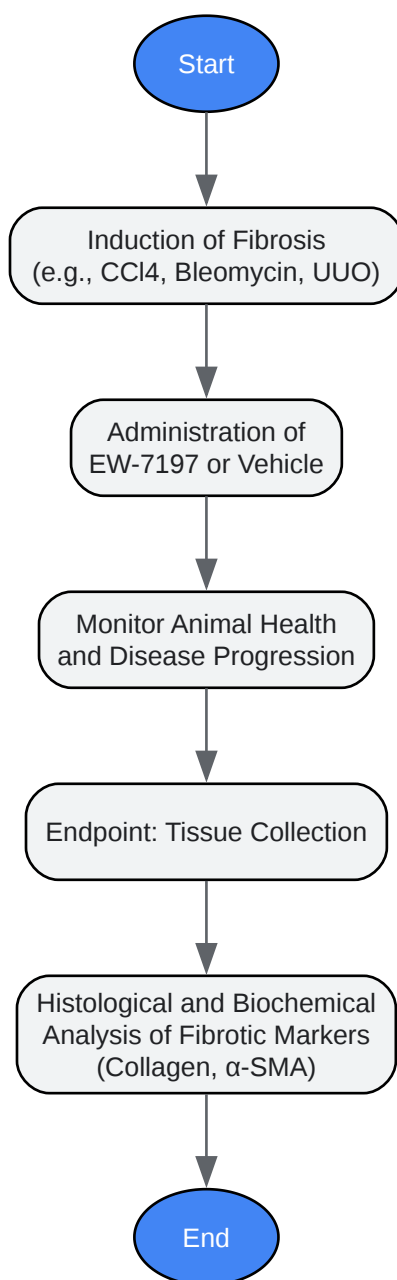 Start
Induction of Fibrosis
(e.g., CCl4, Bleomycin, UUO)
Administration of
EW-7197 or Vehicle
Monitor Animal Health
and Disease Progression
Endpoint: Tissue Collection
Histological and Biochemical
Analysis of Fibrotic Markers
(Collagen, α-SMA)
End